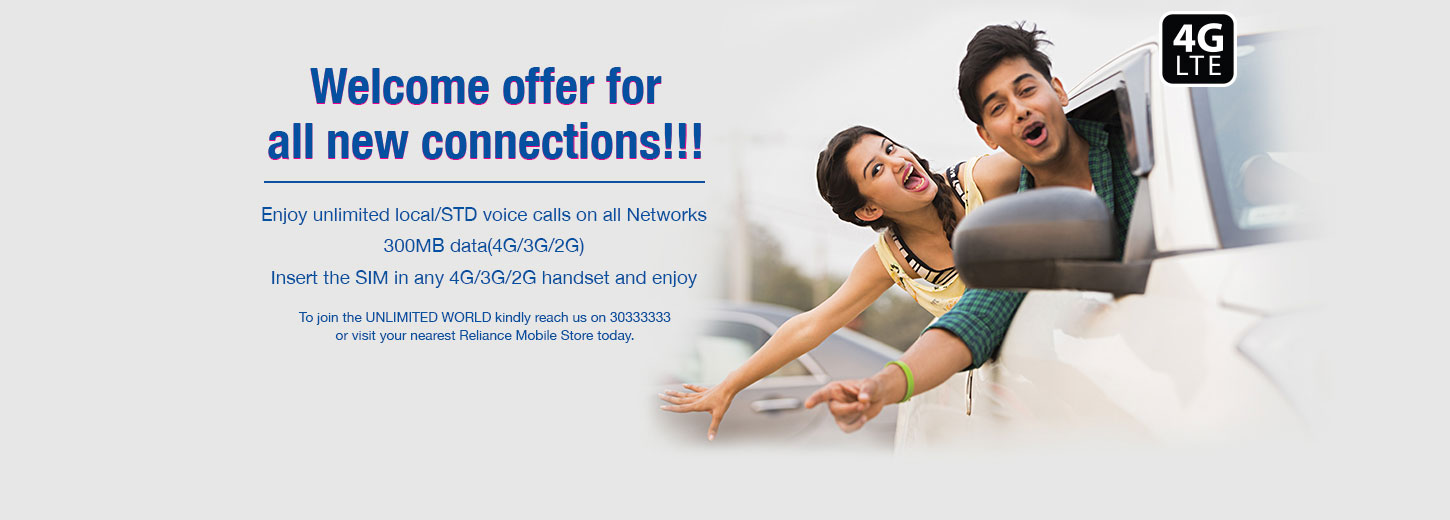 Welcome offer for
all new connections!!!
Enjoy unlimited local/STD voice calls on all Networks
300MB data(4G/3G/2G)
Insert the SIM in any 4G/3G/2G handset and enjoy
To join the UNLIMITED WORLD kindly reach us on 30333333
or visit your nearest Reliance Mobile Store today.
4G
LTE